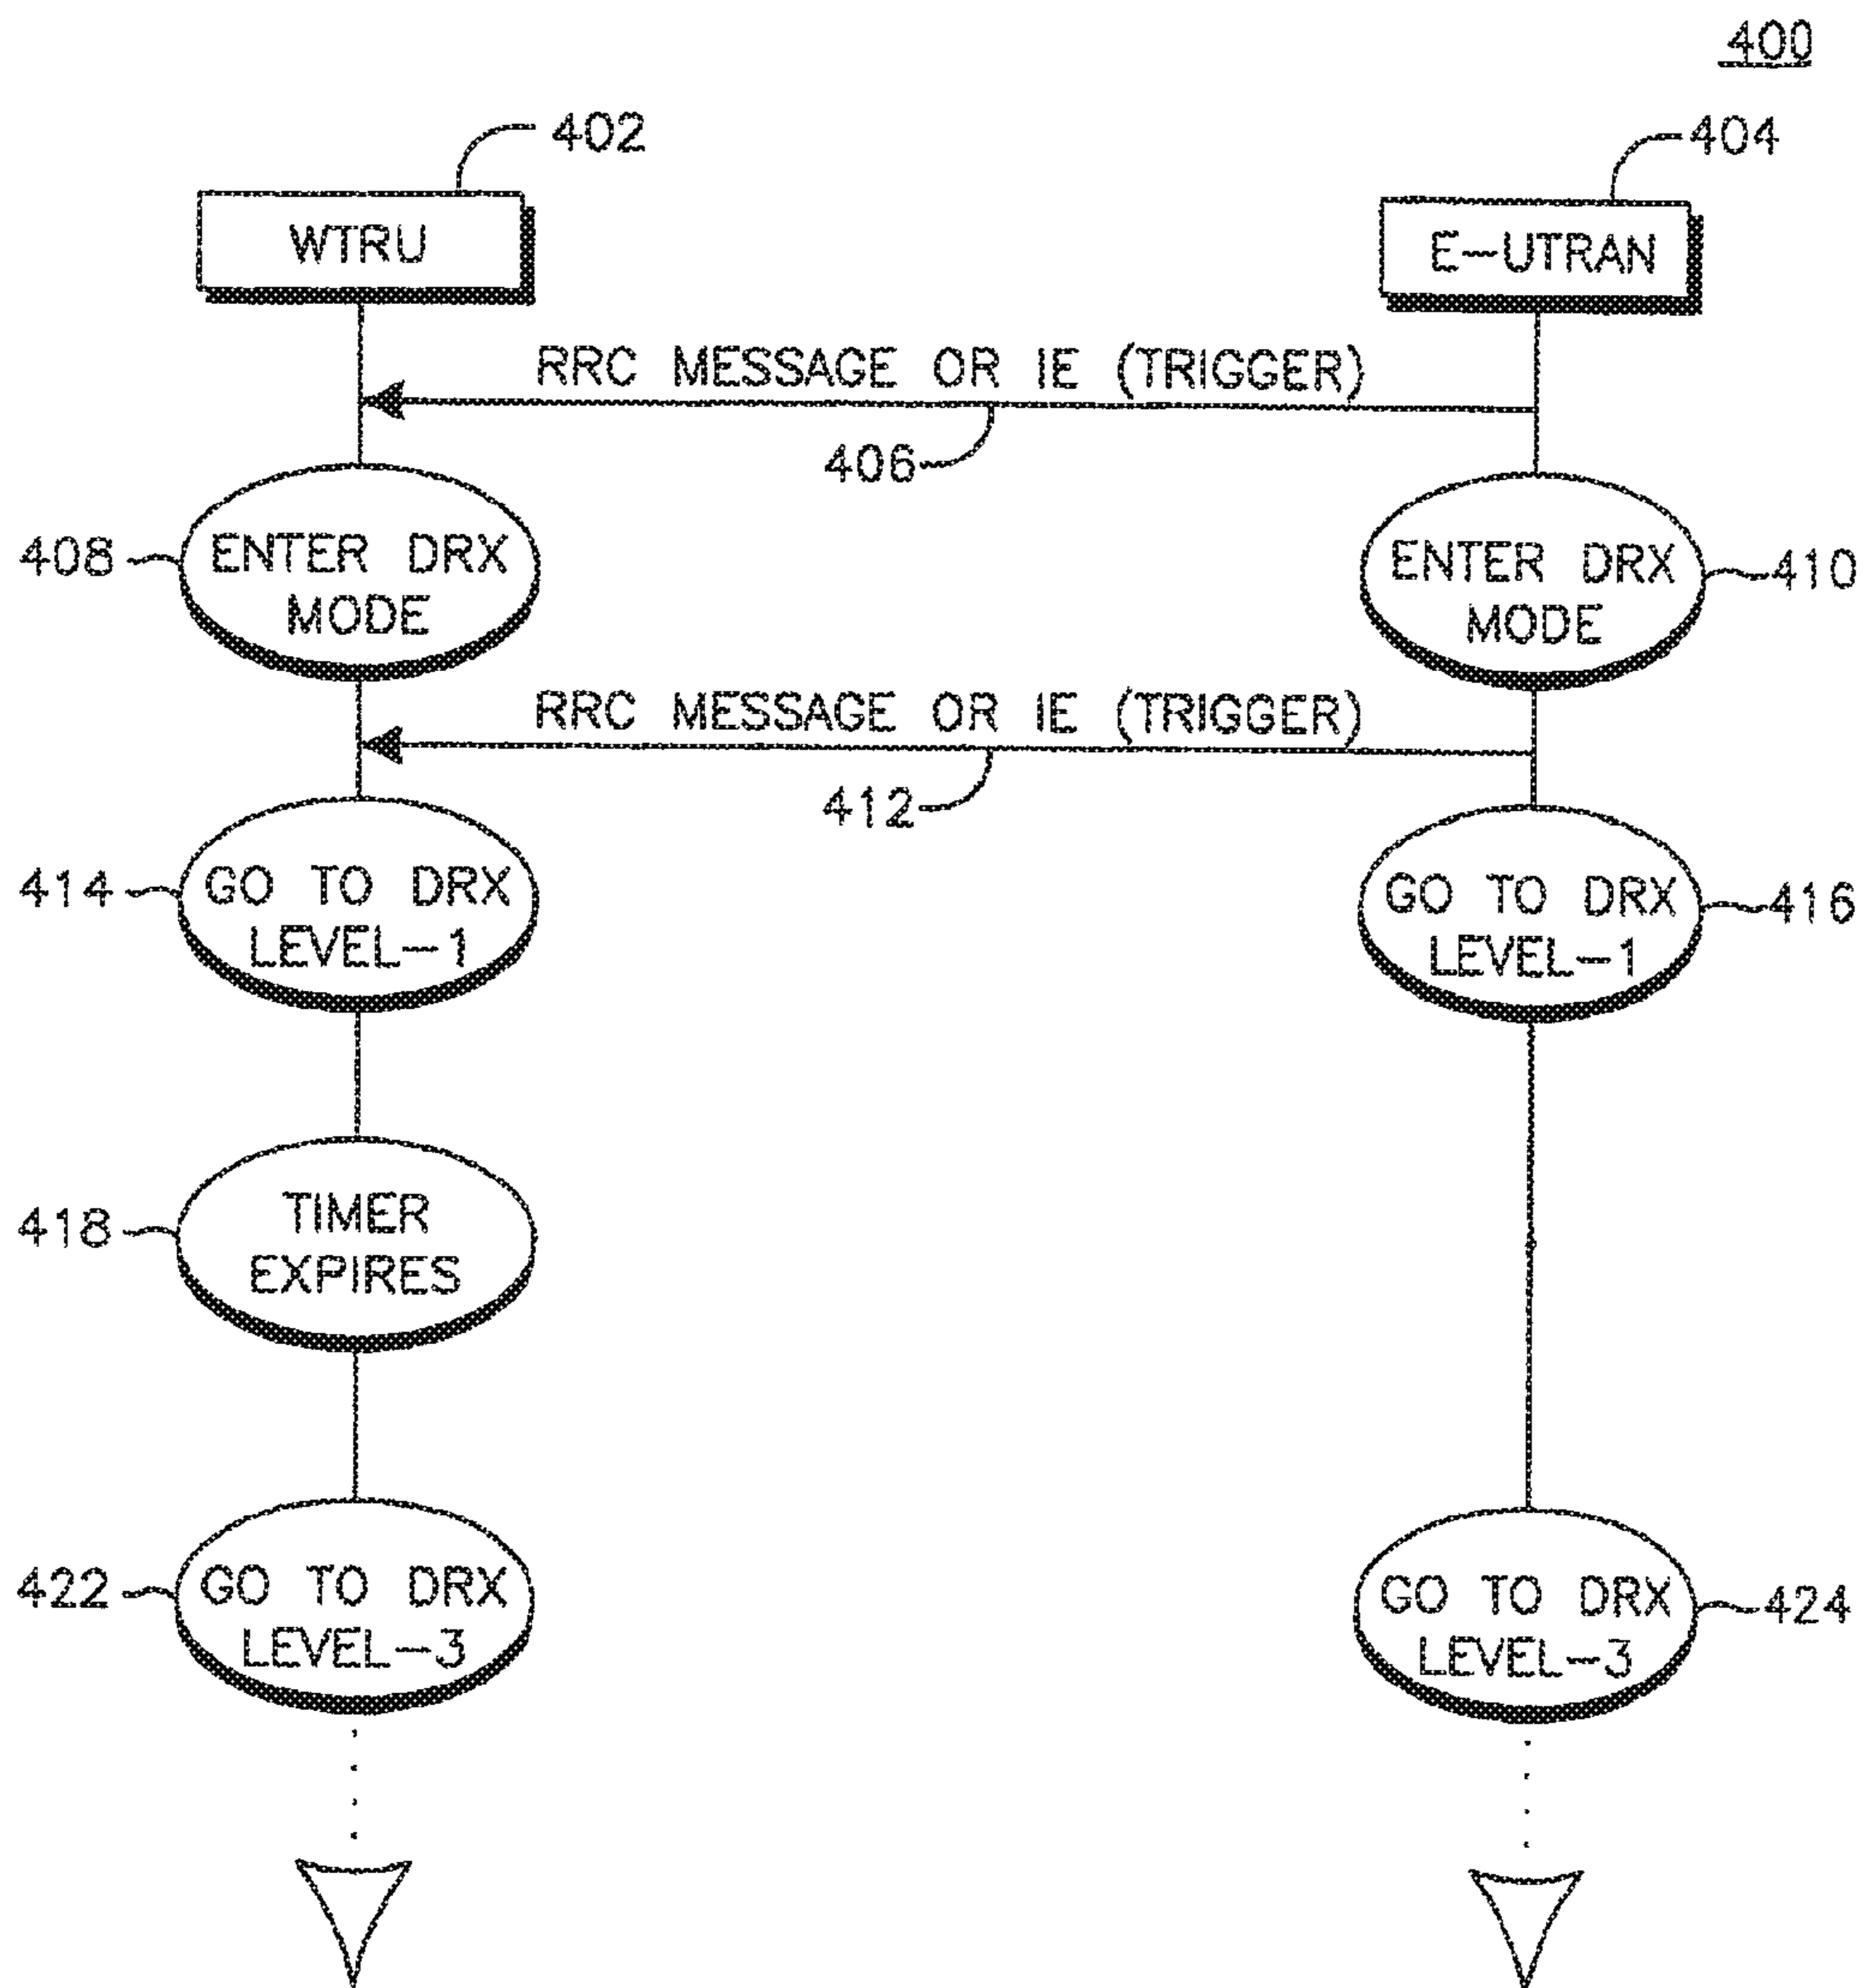 400
402
404
WTRU
E-UTRAN
RRC MESSAGE OR IE (TRIGGER)
406
408
ENTER DRX
MODE
ENTER DRX
MODE
410
RRC MESSAGE OR IE (TRIGGER)
412
414
GO TO DRX
LEVEL-1
GO TO DRX
LEVEL-1
416
418
TIMER
EXPIRES
422
GO TO DRX
LEVEL-3
GO TO DRX
LEVEL-3
424